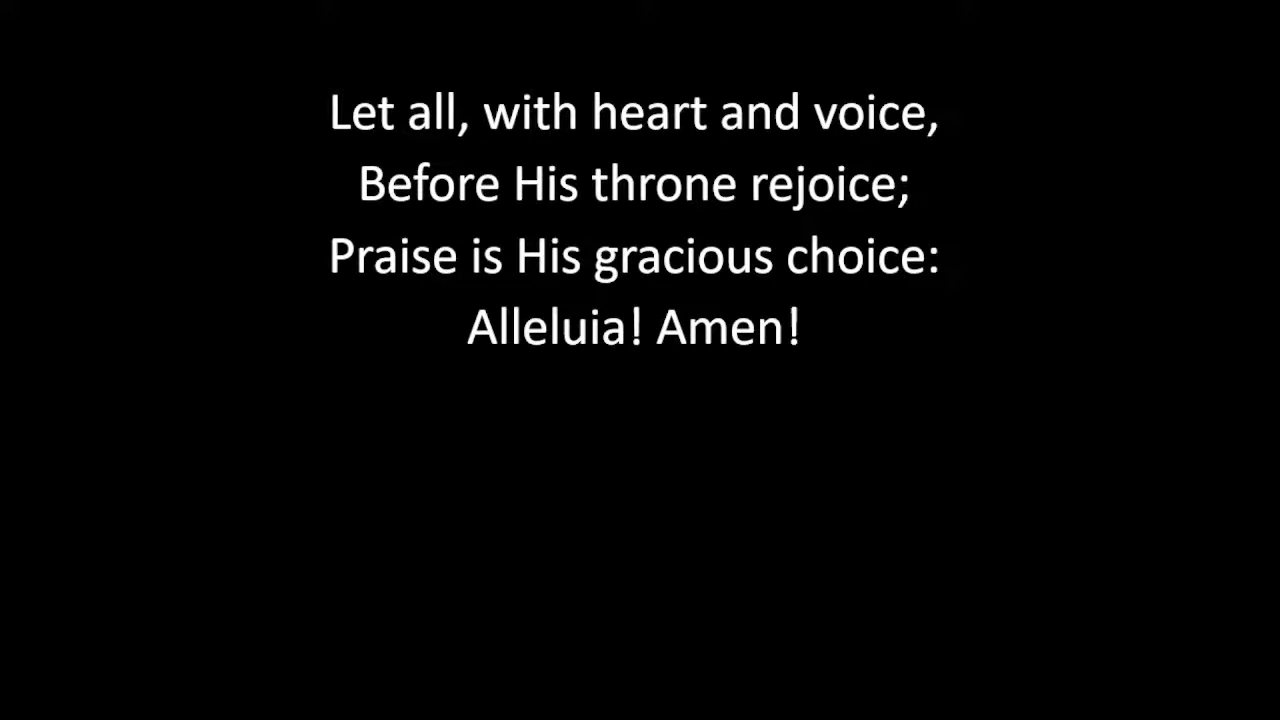 Let all, with heart and voice,
Before His throne rejoice;
Praise is His gracious choice:
Alleluia! Amen!